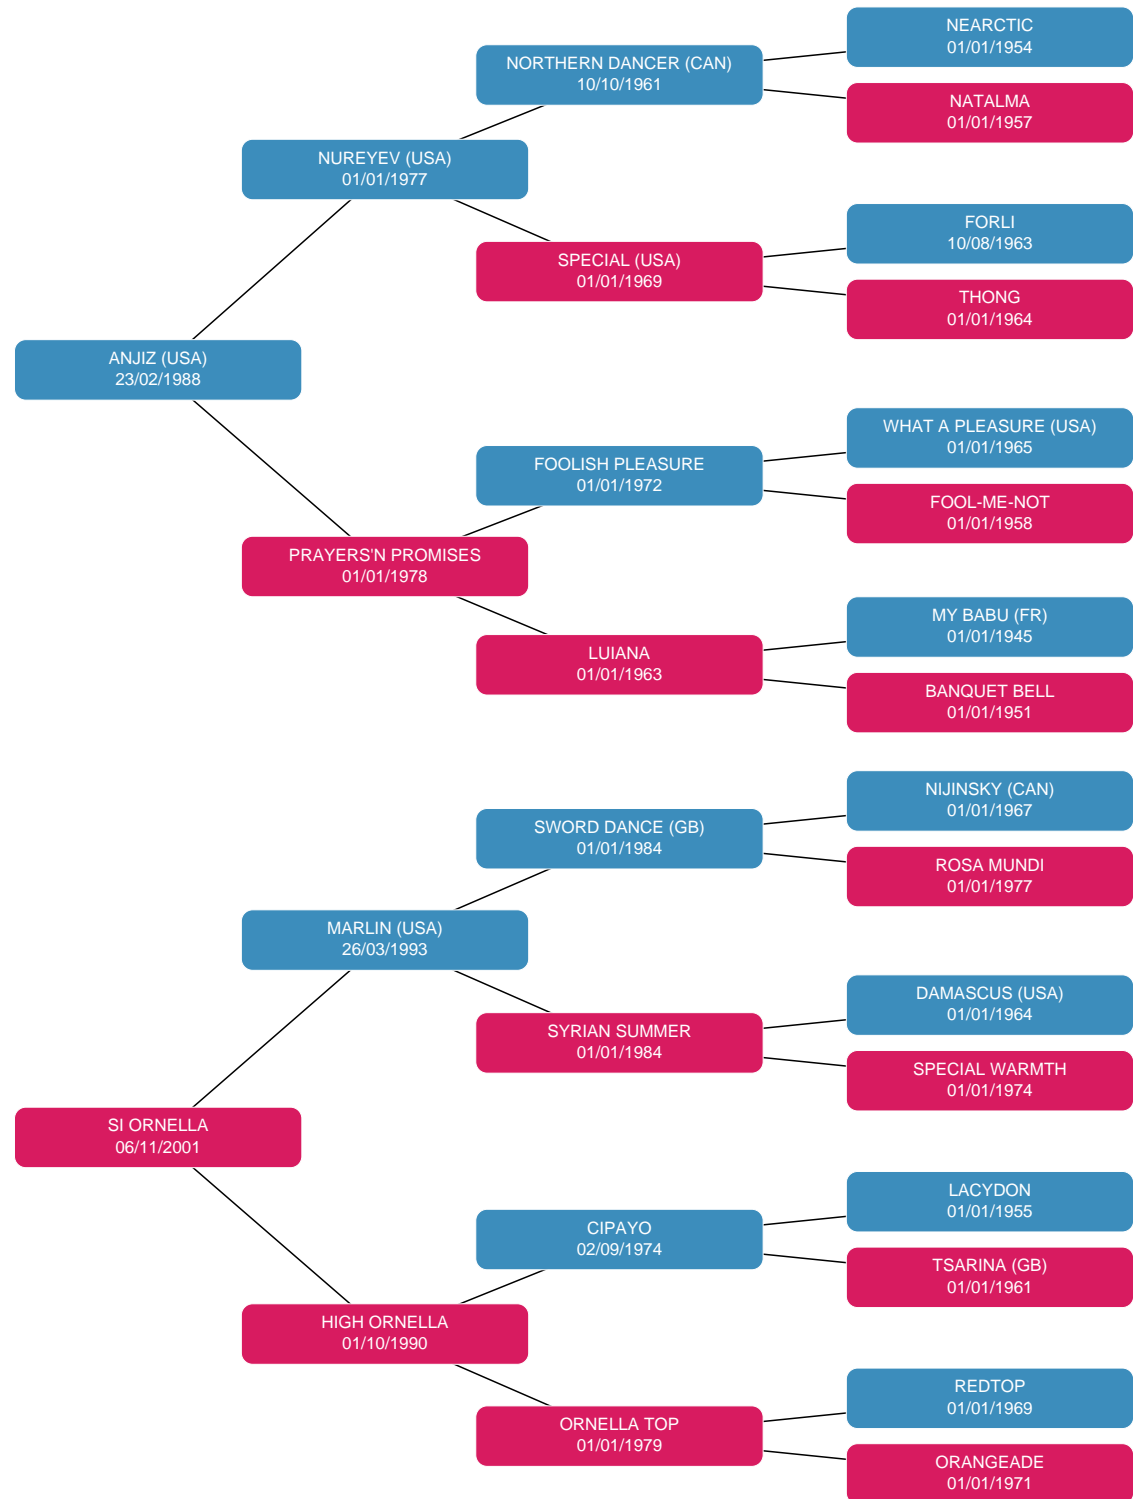 NEARCTIC
01/01/1954
NORTHERN DANCER (CAN)
10/10/1961
NATALMA
01/01/1957
NUREYEV (USA)
01/01/1977
FORLI
10/08/1963
SPECIAL (USA)
01/01/1969
THONG
01/01/1964
ANJIZ (USA)
23/02/1988
WHAT A PLEASURE (USA)
01/01/1965
FOOLISH PLEASURE
01/01/1972
FOOL-ME-NOT
01/01/1958
PRAYERS'N PROMISES
01/01/1978
MY BABU (FR)
01/01/1945
LUIANA
01/01/1963
BANQUET BELL
01/01/1951
NIJINSKY (CAN)
01/01/1967
SWORD DANCE (GB)
01/01/1984
ROSA MUNDI
01/01/1977
MARLIN (USA)
26/03/1993
DAMASCUS (USA)
01/01/1964
SYRIAN SUMMER
01/01/1984
SPECIAL WARMTH
01/01/1974
SI ORNELLA
06/11/2001
LACYDON
01/01/1955
CIPAYO
02/09/1974
TSARINA (GB)
01/01/1961
HIGH ORNELLA
01/10/1990
REDTOP
01/01/1969
ORNELLA TOP
01/01/1979
ORANGEADE
01/01/1971